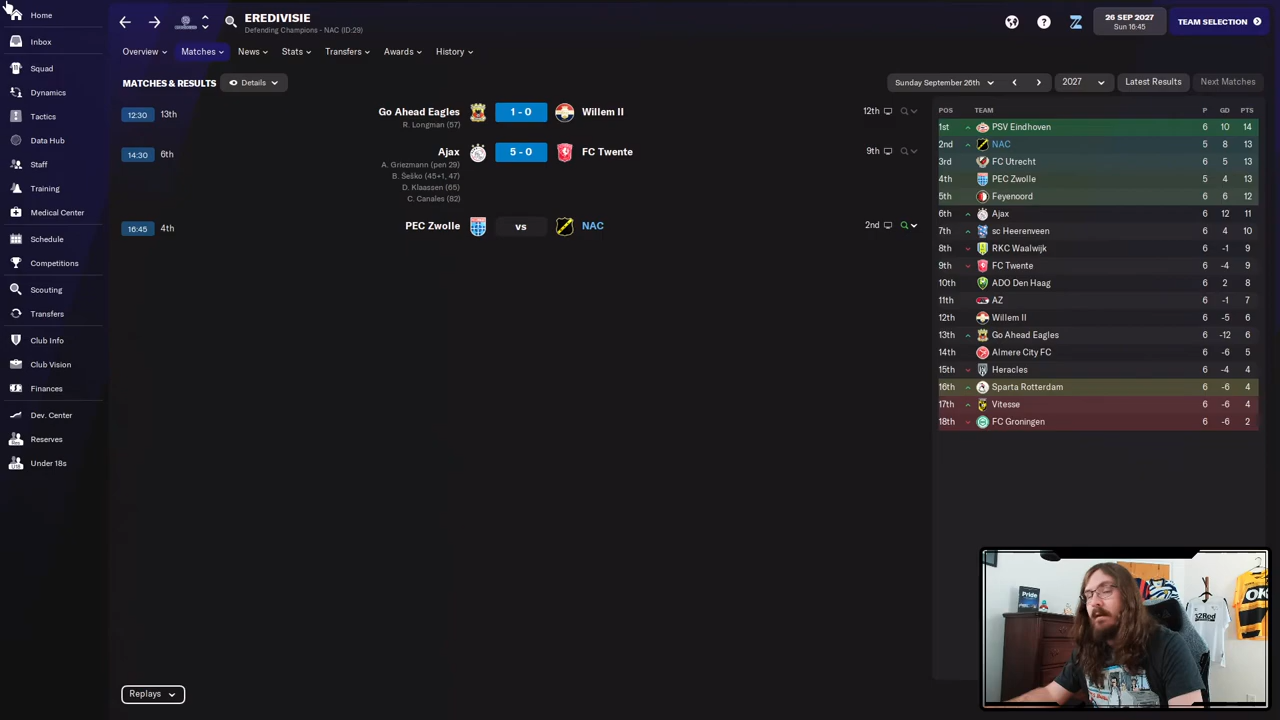 Home
Inbox
Squad
Dynamics
Tactics
Data Hub
Staff
Training
Medical Center
Schedule
Competitions
Scouting
Transfers
Club Info
Club Vision
Finances
Dev. Center
Reserves
Under 18s
EREDIVISIE
Defending Champions - NAC (ID:29)
26 SEP 2027
Sun 16:45
TEAM SELECTION
Overview
Matches
News
Stats
Transfers
Awards
History
MATCHES & RESULTS
Details
Sunday September 26th
2027
Latest Results
Next Matches
12:30 13th Go Ahead Eagles 1 - 0 Willem II 12th
R. Longman (57)
14:30 6th Ajax 5 - 0 FC Twente 9th
A. Griezmann (pen 29)
B. Šeško (45+1, 47)
D. Klaassen (65)
C. Canales (82)
16:45 4th PEC Zwolle vs NAC 2nd
POS TEAM P GD PTS
1st PSV Eindhoven 6 10 14
2nd NAC 5 8 13
3rd FC Utrecht 6 5 13
4th PEC Zwolle 5 4 13
5th Feyenoord 6 6 12
6th Ajax 6 12 11
7th sc Heerenveen 6 4 10
8th RKC Waalwijk 6 -1 9
9th FC Twente 6 -4 9
10th ADO Den Haag 6 2 8
11th AZ 6 -1 7
12th Willem II 6 -5 6
13th Go Ahead Eagles 6 -12 6
14th Almere City FC 6 -6 5
15th Heracles 6 -4 4
16th Sparta Rotterdam 6 -6 4
17th Vitesse 6 -6 4
18th FC Groningen 6 -6 2
Replays
Pride
32Red
OK